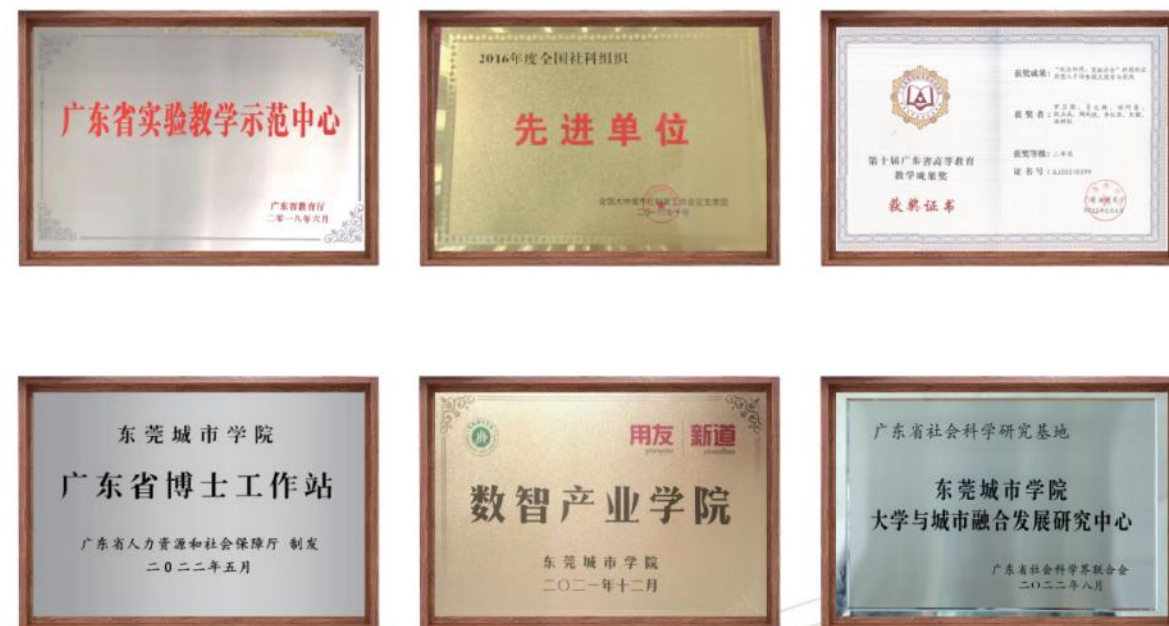 广东省实验教学示范中心
广东省教育厅
二零一八年六月
2016年度全国社科组织
先进单位
第十届广东省高等教育
教学成果奖
获奖证书
获奖成果：
获奖者：
获奖等级：二等奖
证书号：
东莞城市学院
广东省博士工作站
广东省人力资源和社会保障厅 制发
二0二二年五月
用友 新道
yonyou
数智产业学院
东莞城市学院
二〇二一年十二月
广东省社会科学研究基地
东莞城市学院
大学与城市融合发展研究中心
广东省社会科学界联合会
二〇二二年八月